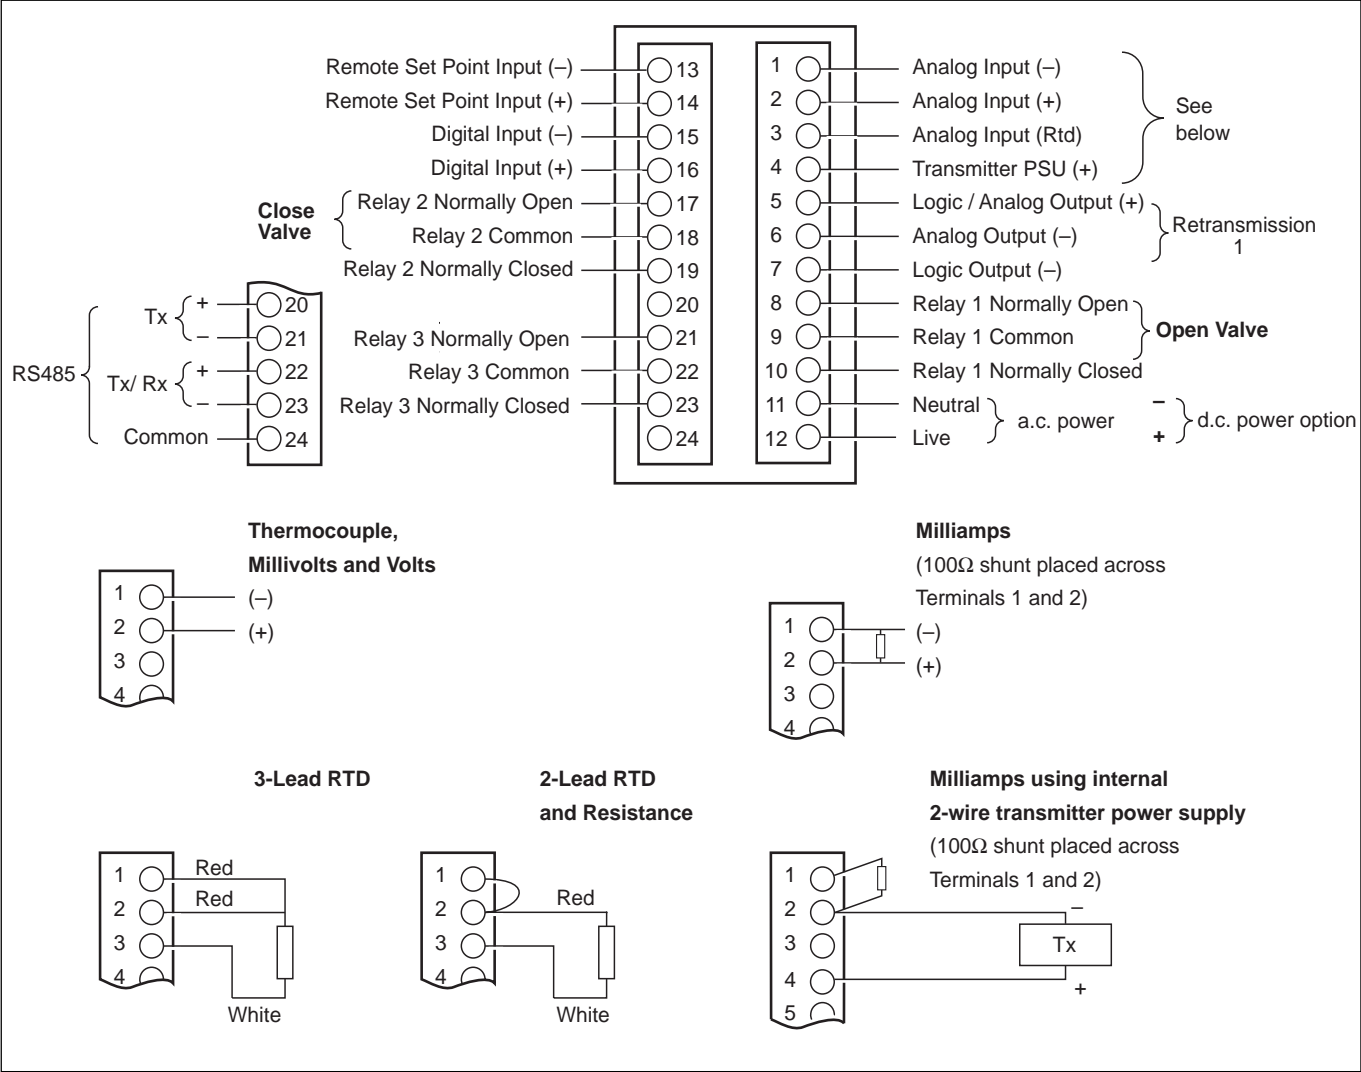 Remote Set Point Input (–) 13
Remote Set Point Input (+) 14
Digital Input (–) 15
Digital Input (+) 16
Close
Valve
Relay 2 Normally Open 17
Relay 2 Common 18
Relay 2 Normally Closed 19
20
Relay 3 Normally Open 21
Relay 3 Common 22
Relay 3 Normally Closed 23
24
1 Analog Input (–)
2 Analog Input (+)
3 Analog Input (Rtd)
4 Transmitter PSU (+)
See
below
5 Logic / Analog Output (+)
6 Analog Output (–)
7 Logic Output (–)
Retransmission
1
8 Relay 1 Normally Open
9 Relay 1 Common
Open Valve
10 Relay 1 Normally Closed
11 Neutral
12 Live
a.c. power
–
+
d.c. power option
RS485
Tx
+ 20
– 21
Tx/ Rx
+ 22
– 23
Common 24
Thermocouple,
Millivolts and Volts
1 (–)
2 (+)
3
4
Milliamps
(100Ω shunt placed across
Terminals 1 and 2)
1 (–)
2 (+)
3
4
3-Lead RTD
1 Red
2 Red
3
4
White
2-Lead RTD
and Resistance
1
2 Red
3
4
White
Milliamps using internal
2-wire transmitter power supply
(100Ω shunt placed across
Terminals 1 and 2)
1
2 –
3 Tx
4 +
5